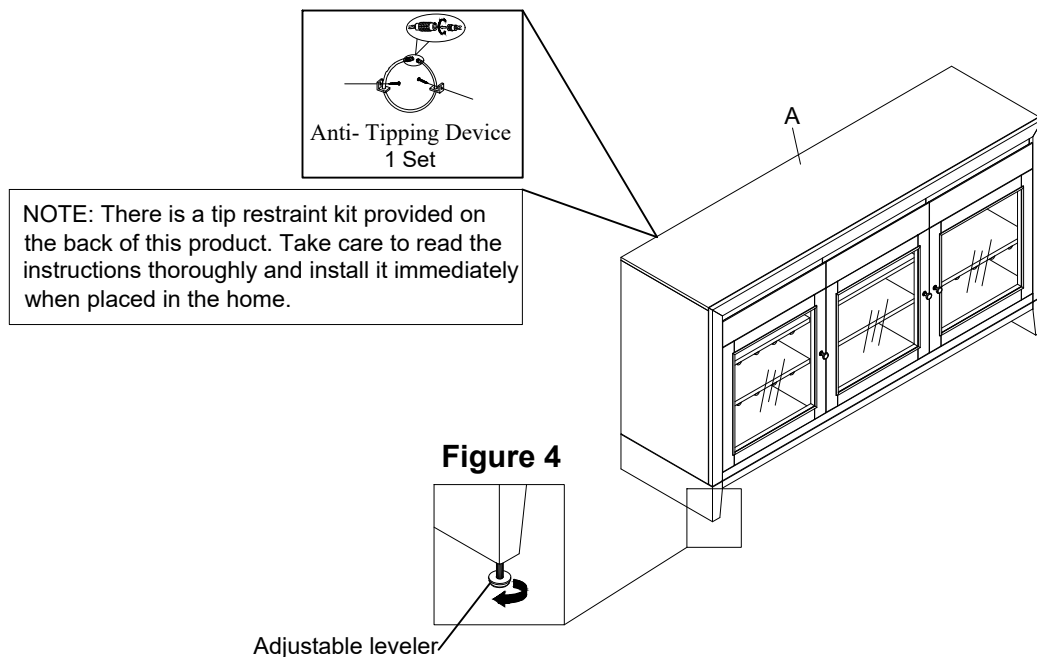 Anti- Tipping Device
1 Set
A
NOTE: There is a tip restraint kit provided on
the back of this product. Take care to read the
instructions thoroughly and install it immediately
when placed in the home.
Figure 4
Adjustable leveler